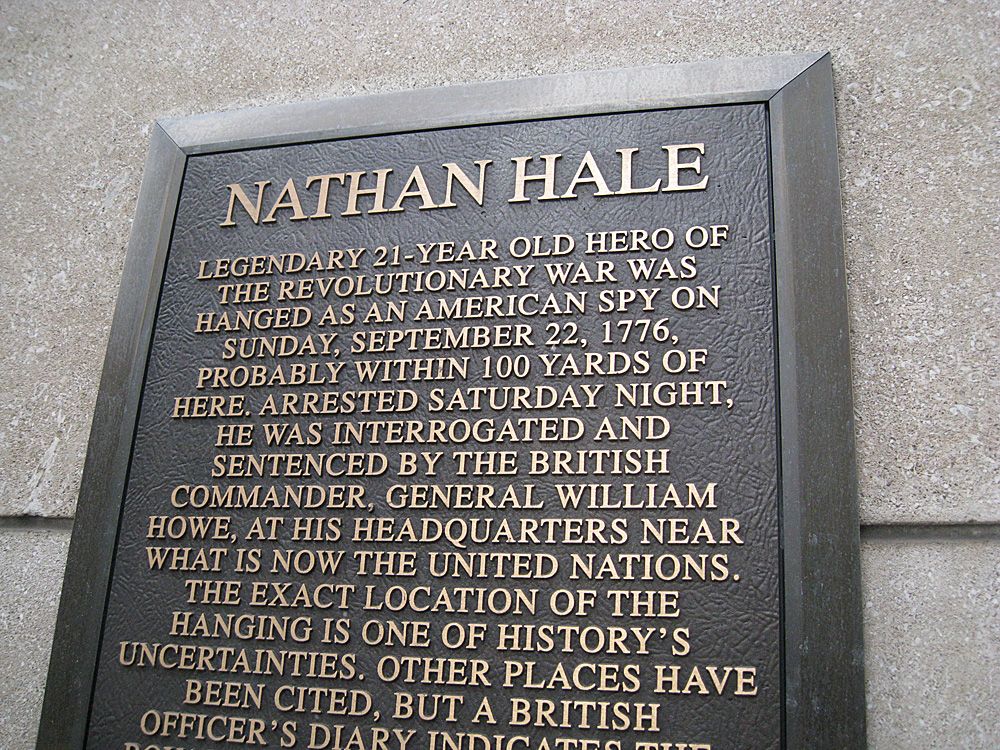 NATHAN HALE
LEGENDARY 21-YEAR OLD HERO OF
THE REVOLUTIONARY WAR WAS
HANGED AS AN AMERICAN SPY ON
SUNDAY, SEPTEMBER 22, 1776,
PROBABLY WITHIN 100 YARDS OF
HERE. ARRESTED SATURDAY NIGHT,
HE WAS INTERROGATED AND
SENTENCED BY THE BRITISH
COMMANDER, GENERAL WILLIAM
HOWE, AT HIS HEADQUARTERS NEAR
WHAT IS NOW THE UNITED NATIONS.
THE EXACT LOCATION OF THE
HANGING IS ONE OF HISTORY'S
UNCERTAINTIES. OTHER PLACES HAVE
BEEN CITED, BUT A BRITISH
OFFICER'S DIARY INDICATES THE